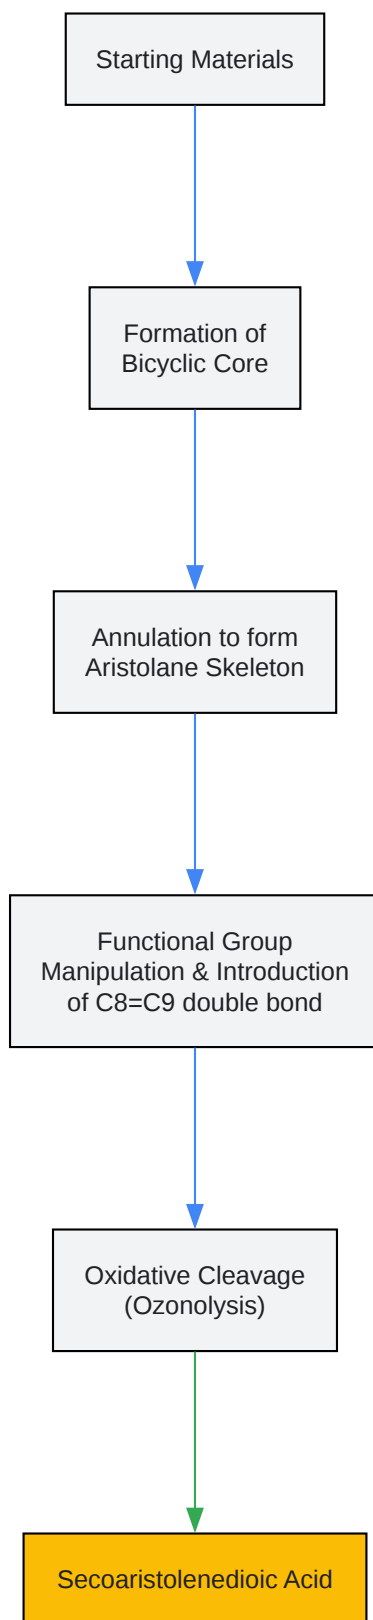 Starting Materials
Formation of
Bicyclic Core
Annulation to form
Aristolane Skeleton
Functional Group
Manipulation & Introduction
of C8=C9 double bond
Oxidative Cleavage
(Ozonolysis)
Secoaristolenedioic Acid